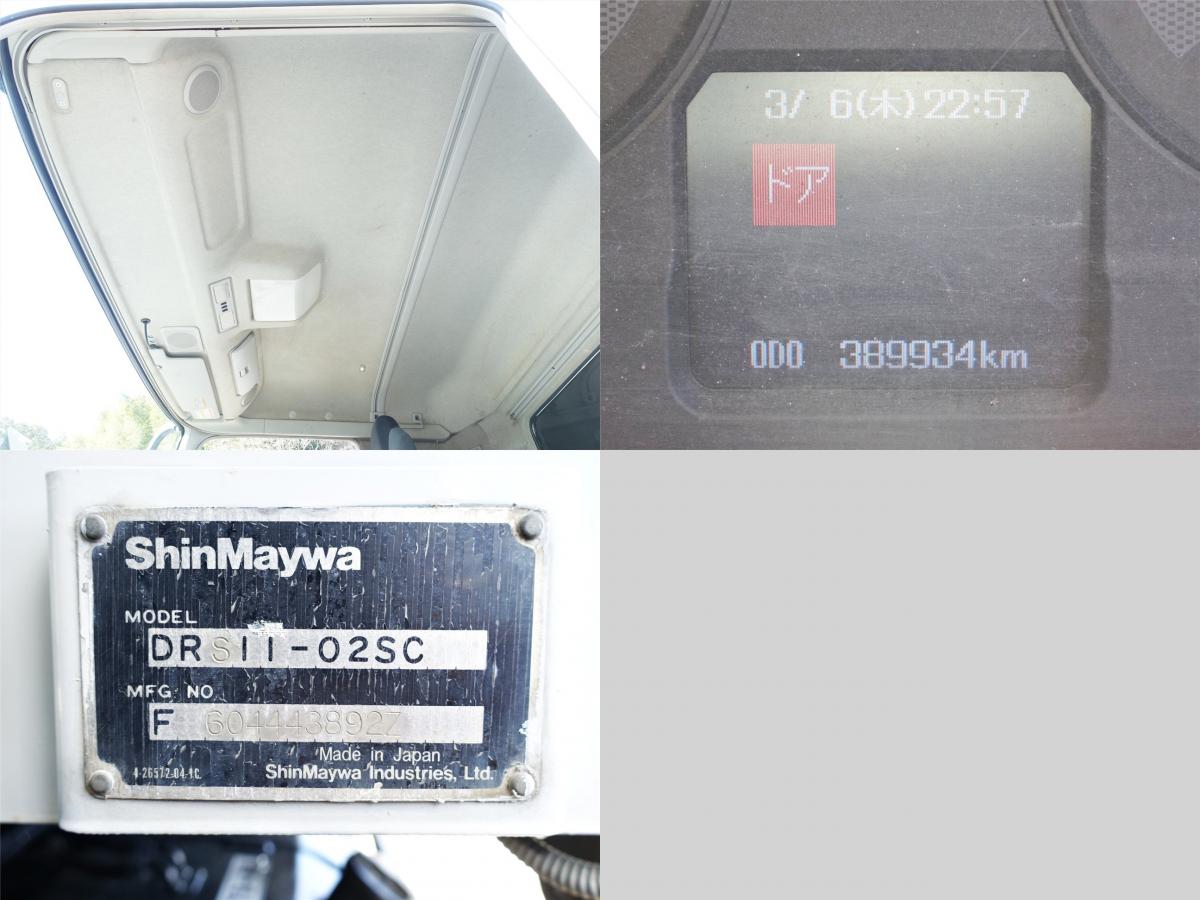 3/ 6(木)22:57
ドア
ODO 389934km
ShinMaywa
MODEL
DRS11-02SC
MFG NO
F 604443892Z
Made in Japan
4-26572-04-1C ShinMaywa Industries, Ltd.